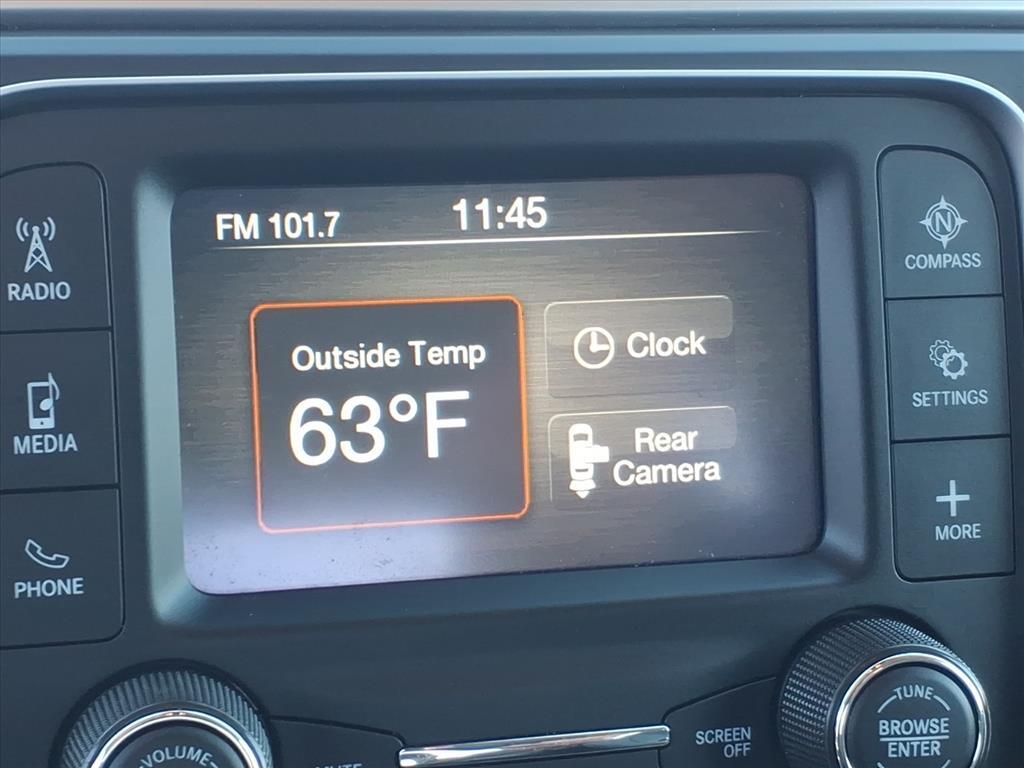 FM 101.7
11:45
Outside Temp
63°F
Clock
Rear
Camera
RADIO
MEDIA
PHONE
N
COMPASS
SETTINGS
MORE
VOLUME
MUTE
SCREEN
OFF
TUNE
BROWSE
ENTER